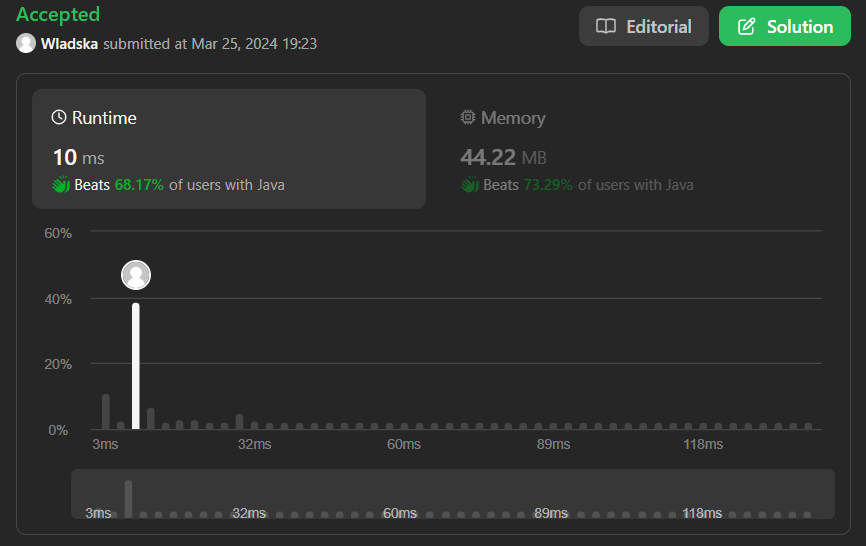 Accepted
Wladska submitted at Mar 25, 2024 19:23
Editorial
Solution
Runtime
10 ms
Beats 68.17% of users with Java
Memory
44.22 MB
Beats 73.29% of users with Java
60%
40%
20%
0%
3ms 32ms 60ms 89ms 118ms
3ms 32ms 60ms 89ms 118ms